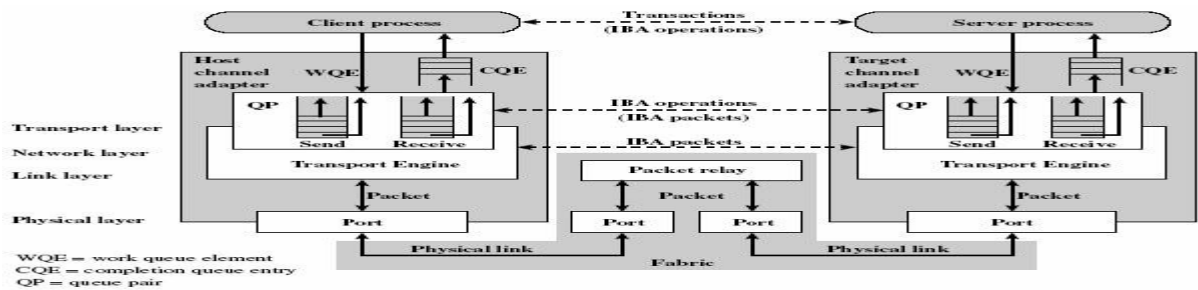 Client process
Transactions
(IBA operations)
Server process
Host
channel
adapter
WQE
CQE
Target
channel
adapter
WQE
CQE
QP
IBA operations
(IBA packets)
QP
Transport layer
Send
Receive
IBA packets
Send
Receive
Network layer
Transport Engine
Transport Engine
Link layer
Packet relay
Packet
Packet
Packet
Physical layer
Port
Port
Port
Port
Physical link
Physical link
Fabric
WQE = work queue element
CQE = completion queue entry
QP = queue pair